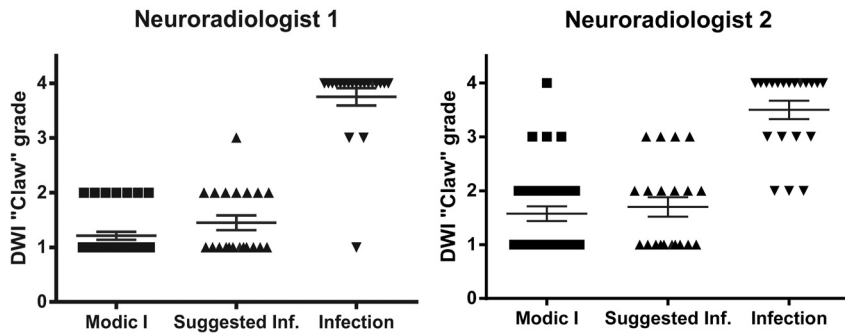 Neuroradiologist 1
DWI "Claw" grade
4
3
2
1
0
Modic I Suggested Inf. Infection
Neuroradiologist 2
DWI "Claw" grade
4
3
2
1
0
Modic I Suggested Inf. Infection